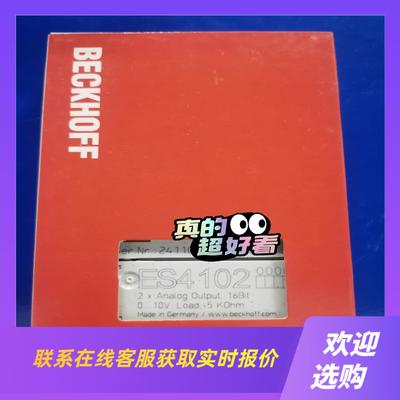 BECKHOFF
真的
超好看
ES4102
2 x Analog Output 16Bit
0 10V Load 5 KOhm
Made in Germany / www.beckhoff.com
联系在线客服获取实时报价
欢迎
选购